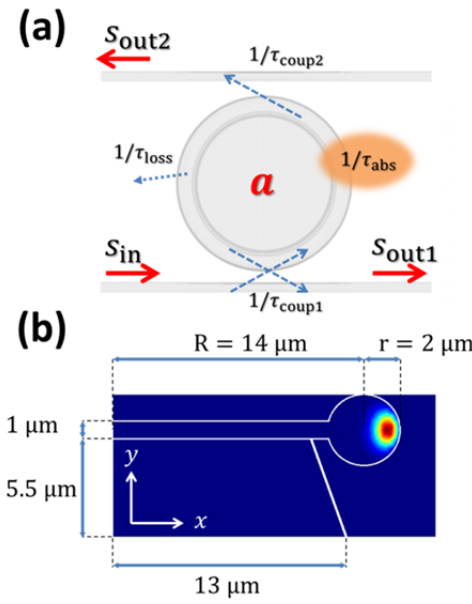 (a)
s_out2
1/τ_coup2
1/τ_loss
a
1/τ_abs
s_in
s_out1
1/τ_coup1
(b)
R = 14 μm
r = 2 μm
1 μm
5.5 μm
y
x
13 μm